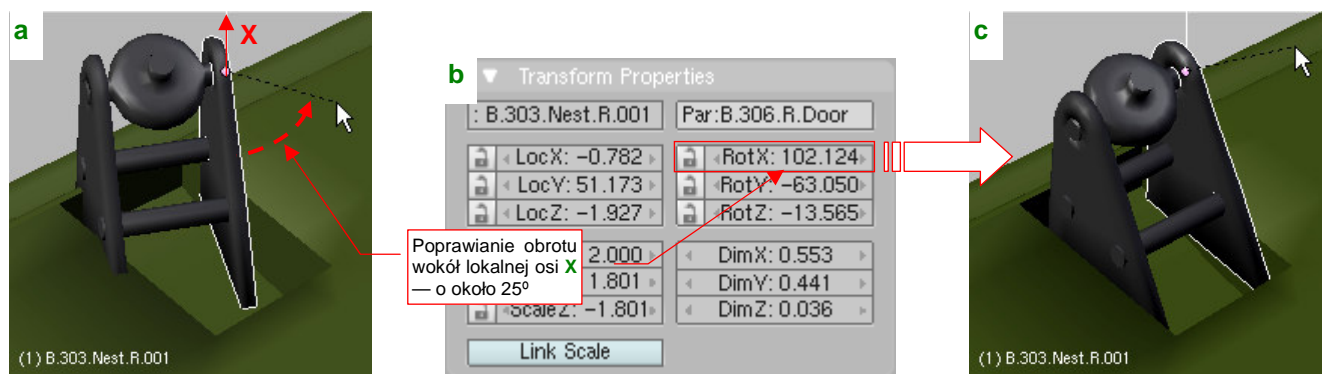 a
X
(1) B.303.Nest.R.001
b
Transform Properties
: B.303.Nest.R.001
Par:B.306.R.Door
LocX: -0.782
RotX: 102.124
LocY: 51.173
RotY: -63.050
LocZ: -1.927
RotZ: -13.565
2.000
DimX: 0.553
1.801
DimY: 0.441
ScaleZ: -1.801
DimZ: 0.036
Link Scale
Poprawianie obrotu
wokół lokalnej osi X
— o około 25⁰
c
(1) B.303.Nest.R.001